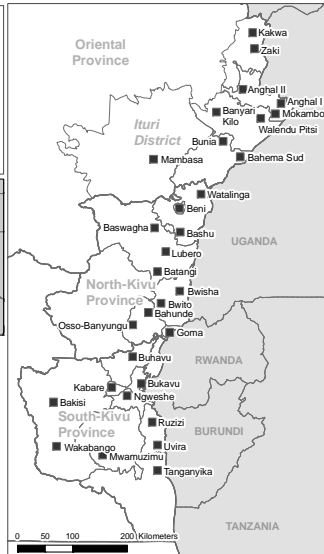 Kakwa
Oriental
Province
Zaki
Anghal II
Anghal I
Mokambo
Banyari
Kilo
Walendu Pitsi
Ituri
District
Bunia
Bahema Sud
Mambasa
Watalinga
Beni
Baswagha
Bashu
UGANDA
Lubero
Batangi
North-Kivu
Province
Bwisha
Bwito
Bahunde
Osso-Banyungu
Goma
Buhavu
RWANDA
Kabare
Bukavu
Ngweshe
Bakisi
South-Kivu
Province
Ruzizi
BURUNDI
Wakabango
Uvira
Mwamuzimu
Tanganyika
0 50 100 200 Kilometers
TANZANIA